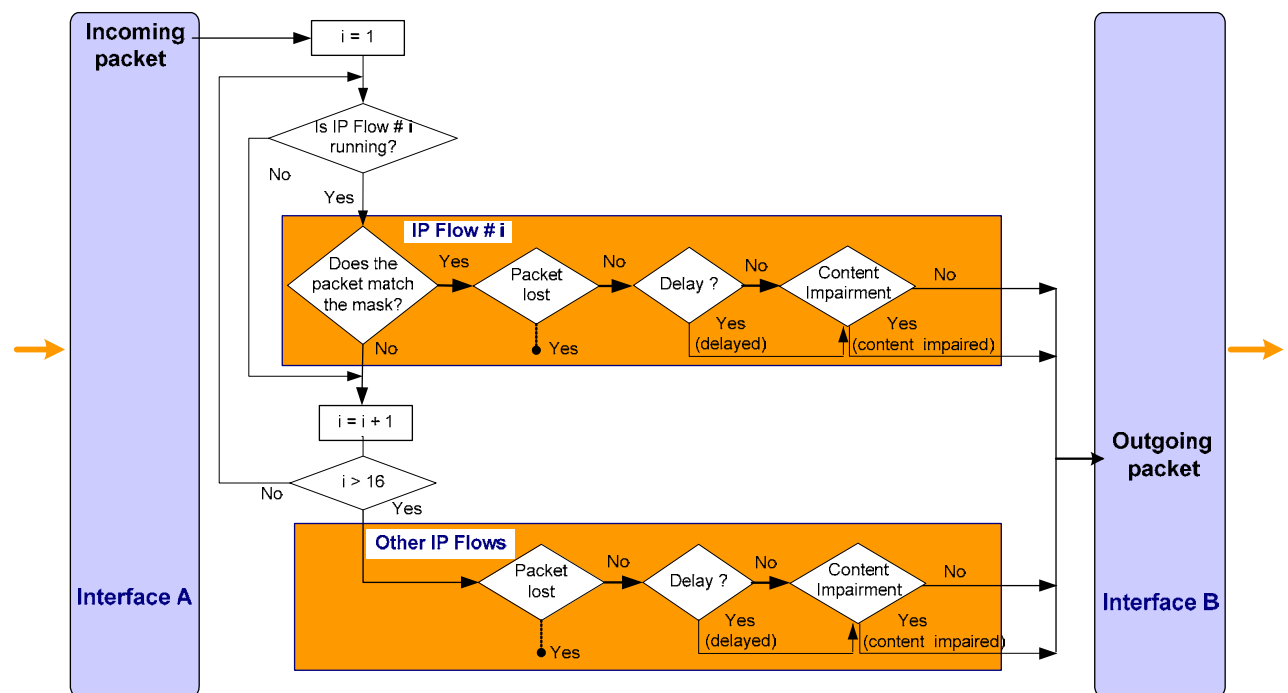 Incoming
packet
i = 1
Is IP Flow # i
running?
No
Yes
IP Flow # i
Does the
packet match
the mask?
Yes
Packet
lost
No
Delay ?
No
Content
Impairment
No
Yes
Yes
(delayed)
Yes
(content impaired)
No
i = i + 1
i > 16
No
Yes
Outgoing
packet
Other IP Flows
Packet
lost
No
Delay ?
No
Content
Impairment
No
Yes
Yes
(delayed)
Yes
(content impaired)
Interface A
Interface B